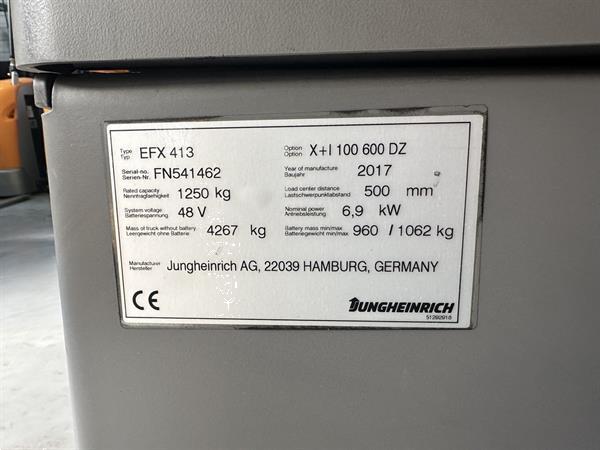 Type
Typ EFX 413 Option
Option X+I 100 600 DZ
Serial-no.
Serien-Nr. FN541462 Year of manufacture
Baujahr 2017
Rated capacity
Nenntragfaehigkeit 1250 kg Load center distance
Lastschwerpunktabstand 500 mm
System voltage
Batteriespannung 48 V Nominal power
Antriebsleistung 6,9 kW
Mass of truck without battery
Leergewicht ohne Batterie 4267 kg Battery mass min/max
Batteriegewicht min/max 960 / 1062 kg
Manufacturer
Hersteller Jungheinrich AG, 22039 HAMBURG, GERMANY
CE JUNGHEINRICH